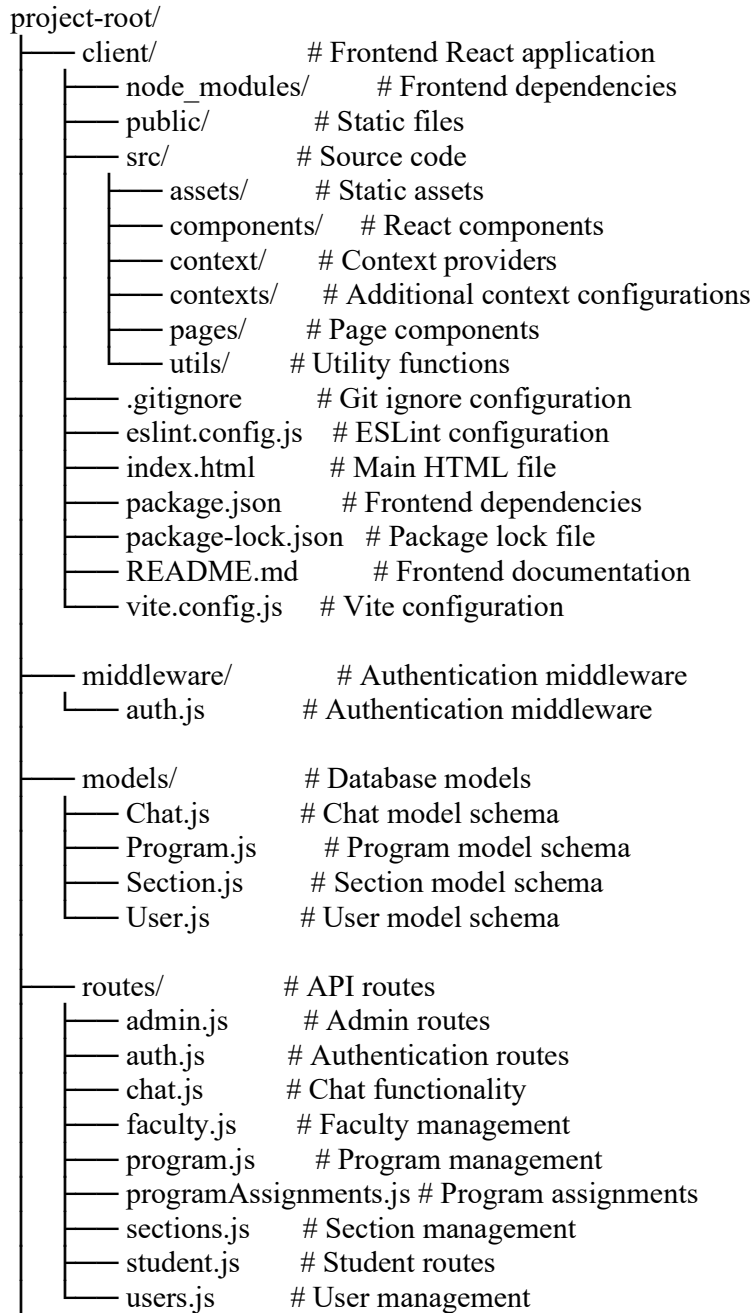 project-root/
├── client/ # Frontend React application
│ ├── node_modules/ # Frontend dependencies
│ ├── public/ # Static files
│ ├── src/ # Source code
│ │ ├── assets/ # Static assets
│ │ ├── components/ # React components
│ │ ├── context/ # Context providers
│ │ ├── contexts/ # Additional context configurations
│ │ ├── pages/ # Page components
│ │ └── utils/ # Utility functions
│ ├── .gitignore # Git ignore configuration
│ ├── eslint.config.js # ESLint configuration
│ ├── index.html # Main HTML file
│ ├── package.json # Frontend dependencies
│ ├── package-lock.json # Package lock file
│ ├── README.md # Frontend documentation
│ └── vite.config.js # Vite configuration
│
├── middleware/ # Authentication middleware
│ └── auth.js # Authentication middleware
│
├── models/ # Database models
│ ├── Chat.js # Chat model schema
│ ├── Program.js # Program model schema
│ ├── Section.js # Section model schema
│ └── User.js # User model schema
│
├── routes/ # API routes
│ ├── admin.js # Admin routes
│ ├── auth.js # Authentication routes
│ ├── chat.js # Chat functionality
│ ├── faculty.js # Faculty management
│ ├── program.js # Program management
│ ├── programAssignments.js # Program assignments
│ ├── sections.js # Section management
│ ├── student.js # Student routes
│ └── users.js # User management